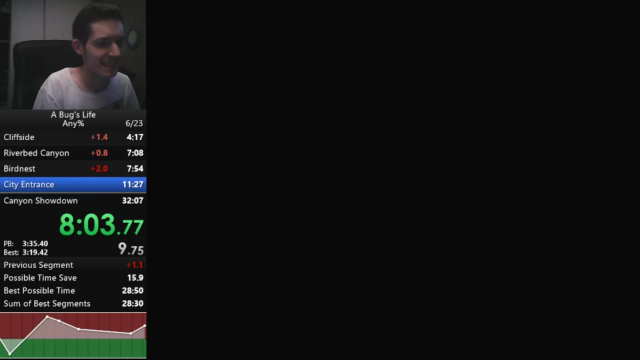 A Bug's Life
Any% 6/23
Cliffside +1.4 4:17
Riverbed Canyon +0.8 7:08
Birdnest +2.0 7:54
City Entrance 11:27
Canyon Showdown 32:07
8:03.77
PB: 3:35.40
Best: 3:19.42
9.75
Previous Segment +1.1
Possible Time Save 15.9
Best Possible Time 28:50
Sum of Best Segments 28:30